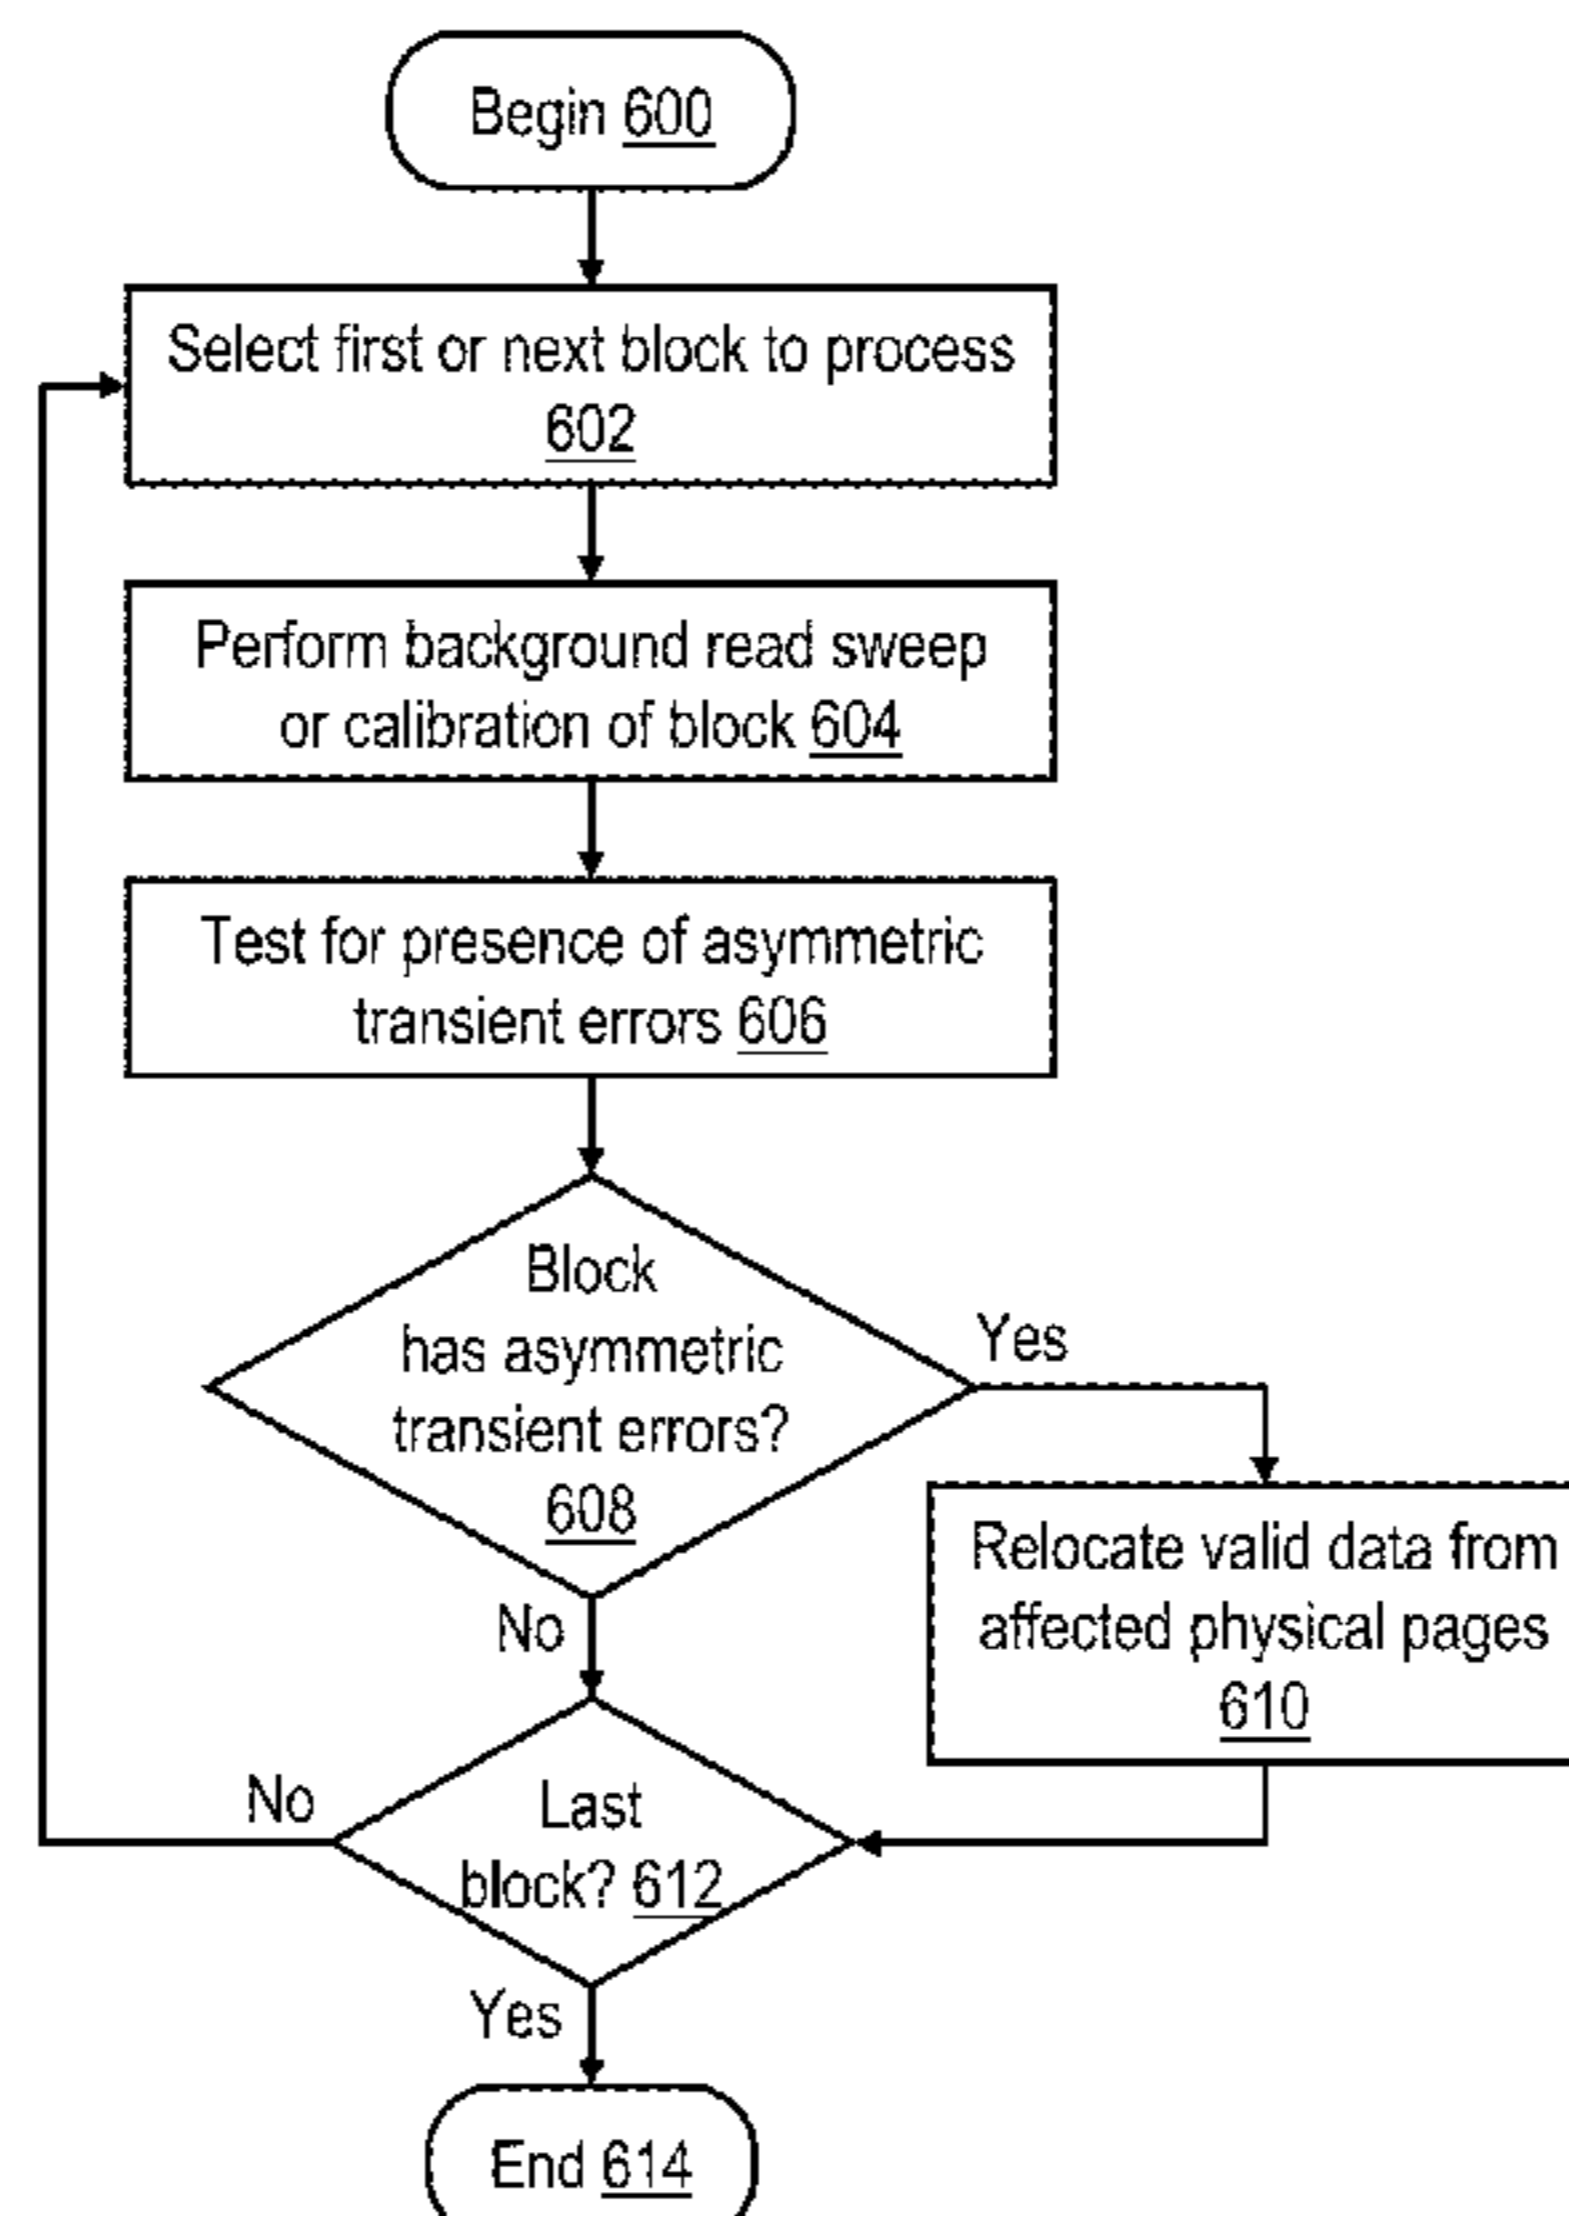 Begin 600
Select first or next block to process
602
Perform background read sweep
or calibration of block 604
Test for presence of asymmetric
transient errors 606
Block
has asymmetric
transient errors?
608
Yes
Relocate valid data from
affected physical pages
610
No
Last
block? 612
No
Yes
End 614